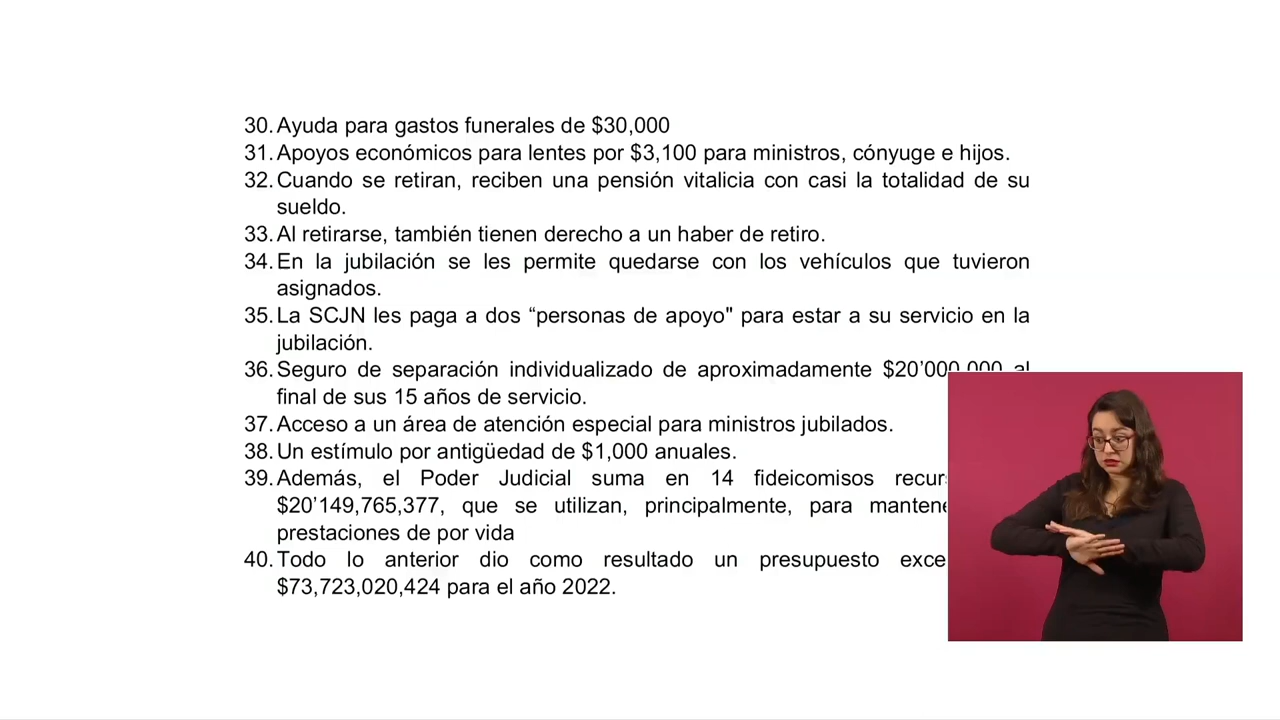 30. Ayuda para gastos funerales de $30,000
31. Apoyos económicos para lentes por $3,100 para ministros, cónyuge e hijos.
32. Cuando se retiran, reciben una pensión vitalicia con casi la totalidad de su
sueldo.
33. Al retirarse, también tienen derecho a un haber de retiro.
34. En la jubilación se les permite quedarse con los vehículos que tuvieron
asignados.
35. La SCJN les paga a dos “personas de apoyo" para estar a su servicio en la
jubilación.
36. Seguro de separación individualizado de aproximadamente $20’000,000 al
final de sus 15 años de servicio.
37. Acceso a un área de atención especial para ministros jubilados.
38. Un estímulo por antigüedad de $1,000 anuales.
39. Además, el Poder Judicial suma en 14 fideicomisos
$20’149,765,377, que se utilizan, principalmente, para
prestaciones de por vida
40. Todo lo anterior dio como resultado un presupuesto
$73,723,020,424 para el año 2022.